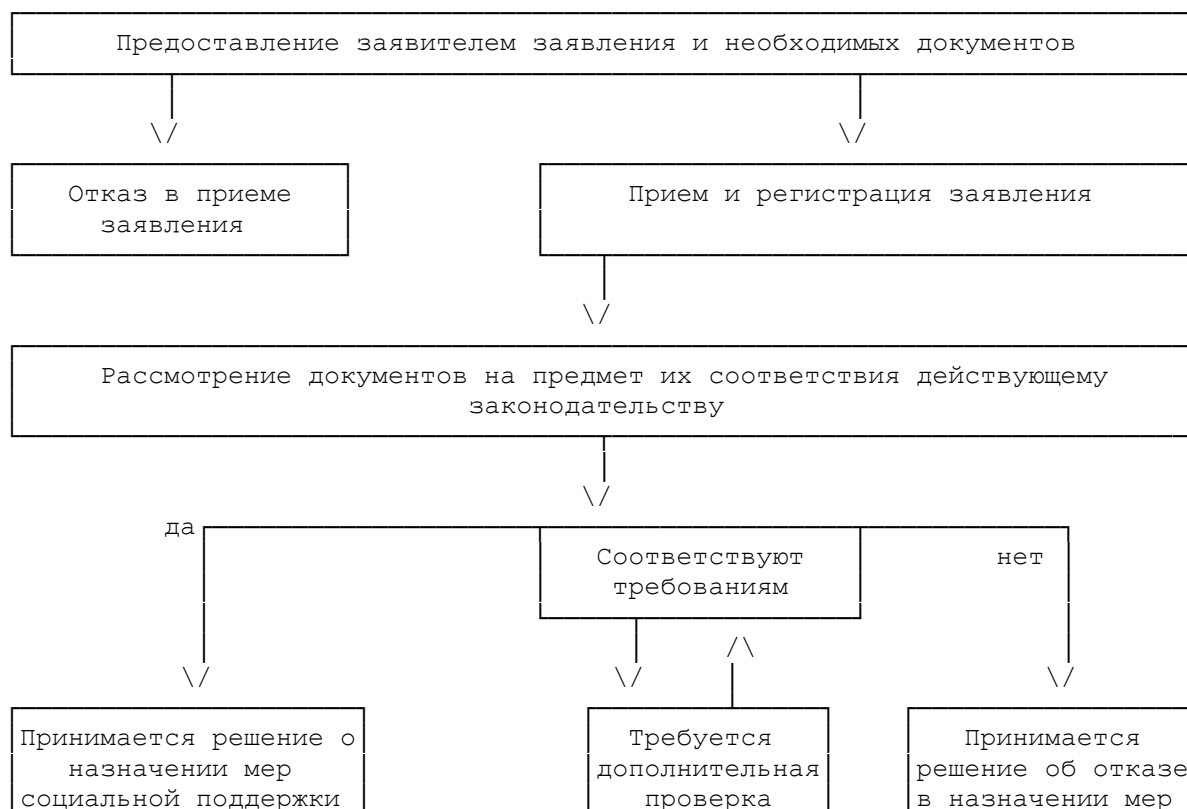 Предоставление заявителем заявления и необходимых документов
Отказ в приеме
заявления
Прием и регистрация заявления
Рассмотрение документов на предмет их соответствия действующему
законодательству
да
Соответствуют
требованиям
нет
Принимается решение о
назначении мер
социальной поддержки
Требуется
дополнительная
проверка
Принимается
решение об отказе
в назначении мер